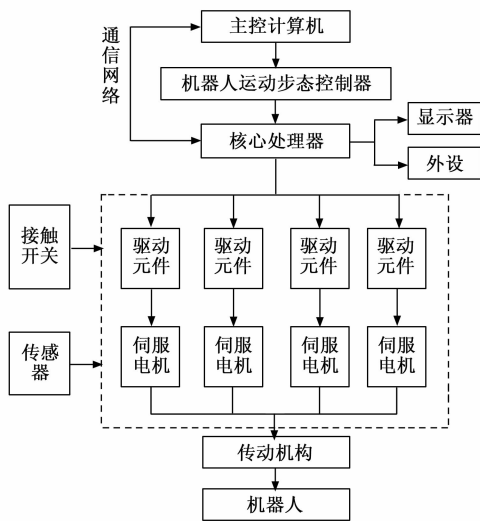 主控计算机
通信网络
机器人运动步态控制器
核心处理器
显示器
外设
接触
开关
驱动
元件
驱动
元件
驱动
元件
驱动
元件
传感
器
伺服
电机
伺服
电机
伺服
电机
伺服
电机
传动机构
机器人